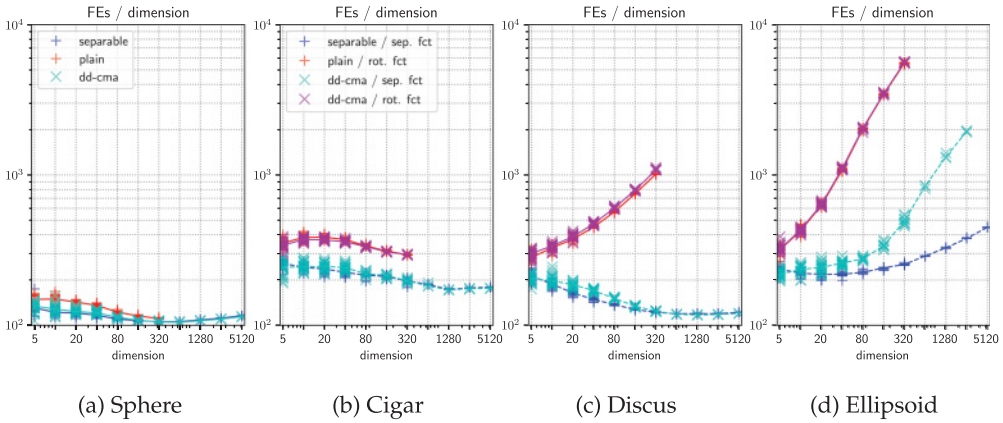 FEs / dimension
10^4
10^3
10^2
separable
plain
dd-cma
5 20 80 320 1280 5120
dimension
(a) Sphere
FEs / dimension
10^4
10^3
10^2
separable / sep. fct
plain / rot. fct
dd-cma / sep. fct
dd-cma / rot. fct
5 20 80 320 1280 5120
dimension
(b) Cigar
FEs / dimension
10^4
10^3
10^2
5 20 80 320 1280 5120
dimension
(c) Discus
FEs / dimension
10^4
10^3
10^2
5 20 80 320 1280 5120
dimension
(d) Ellipsoid